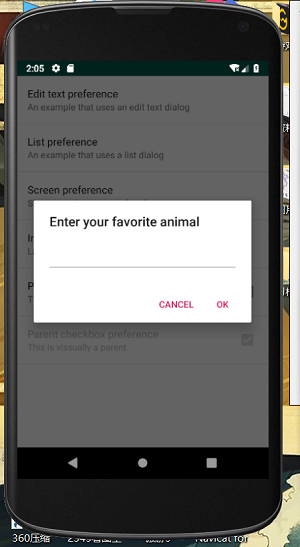 2:05
Edit text preference
An example that uses an edit text dialog
List preference
An example that uses a list dialog
Screen preference
Enter your favorite animal
CANCEL
OK
Parent checkbox preference
This is vissually a parent
360压缩
Navicat for